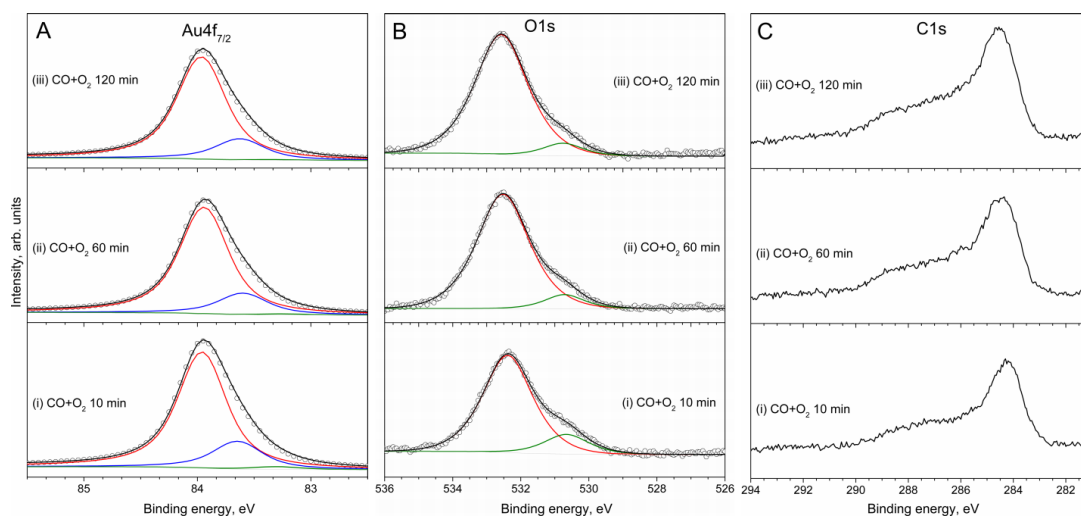 A
Au4f7/2
(iii) CO+O2 120 min
(ii) CO+O2 60 min
(i) CO+O2 10 min
Intensity, arb. units
85 84 83
Binding energy, eV
B
O1s
(iii) CO+O2 120 min
(ii) CO+O2 60 min
(i) CO+O2 10 min
536 534 532 530 528 526
Binding energy, eV
C
C1s
(iii) CO+O2 120 min
(ii) CO+O2 60 min
(i) CO+O2 10 min
294 292 290 288 286 284 282
Binding energy, eV